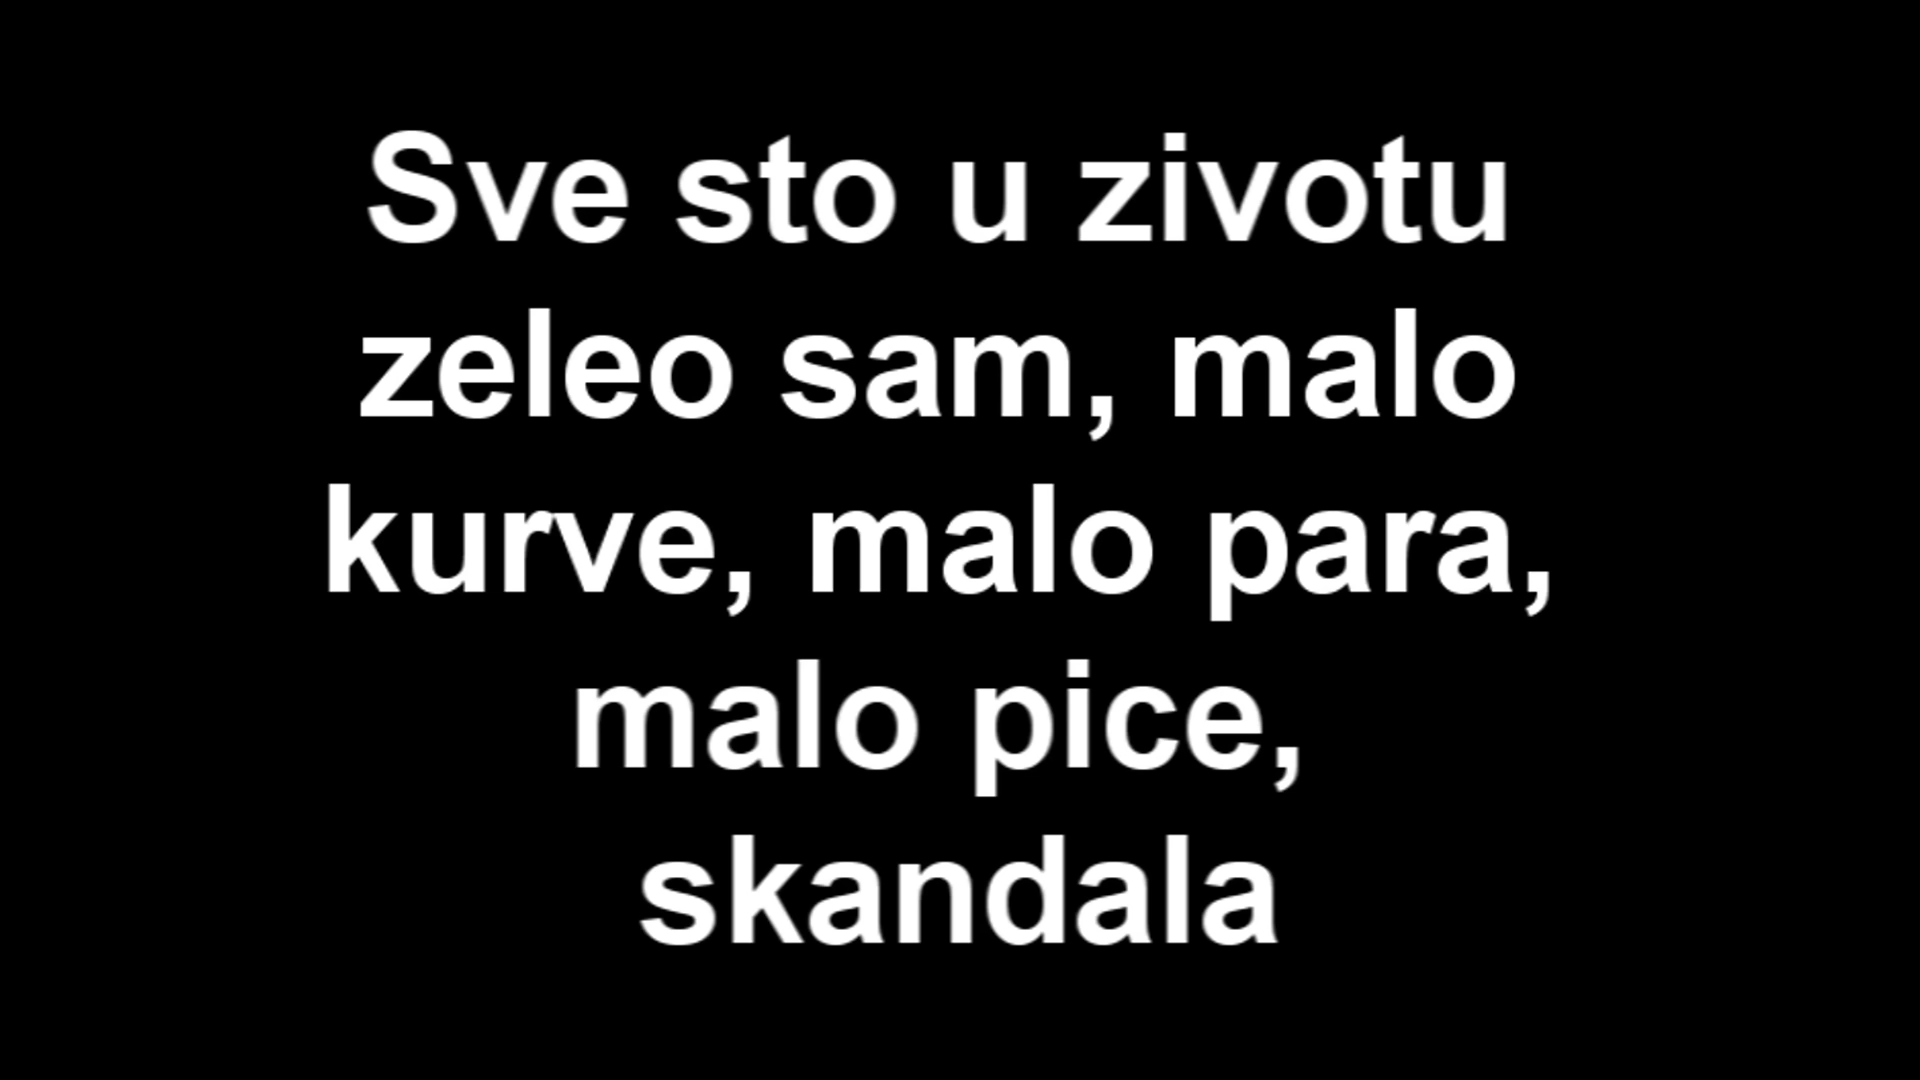 Sve sto u zivotu
zeleo sam, malo
kurve, malo para,
malo pice,
skandala